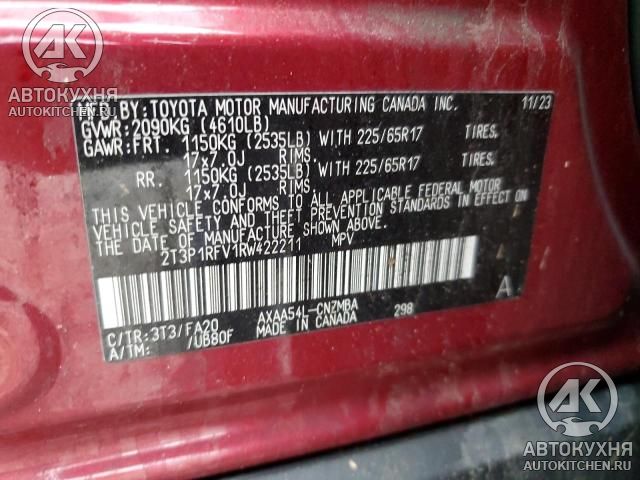 AK
АВТОКУХНЯ
AUTOKITCHEN.RU
MFD. BY: TOYOTA MOTOR MANUFACTURING CANADA INC. 11/23
GVWR: 2090KG (4610LB)
GAWR: FRT. 1150KG (2535LB) WITH 225/65R17 TIRES.
17x7.0J RIMS.
RR. 1150KG (2535LB) WITH 225/65R17 TIRES.
17x7.0J RIMS.
THIS VEHICLE CONFORMS TO ALL APPLICABLE FEDERAL MOTOR
VEHICLE SAFETY AND THEFT PREVENTION STANDARDS IN EFFECT ON
THE DATE OF MANUFACTURE SHOWN ABOVE.
2T3P1RFV1RW422211 MPV
A
C/TR: 3T3/FA20 AXAA54L-CNZMBA 298
A/TM: /UB80F MADE IN CANADA
AK
АВТОКУХНЯ
AUTOKITCHEN.RU